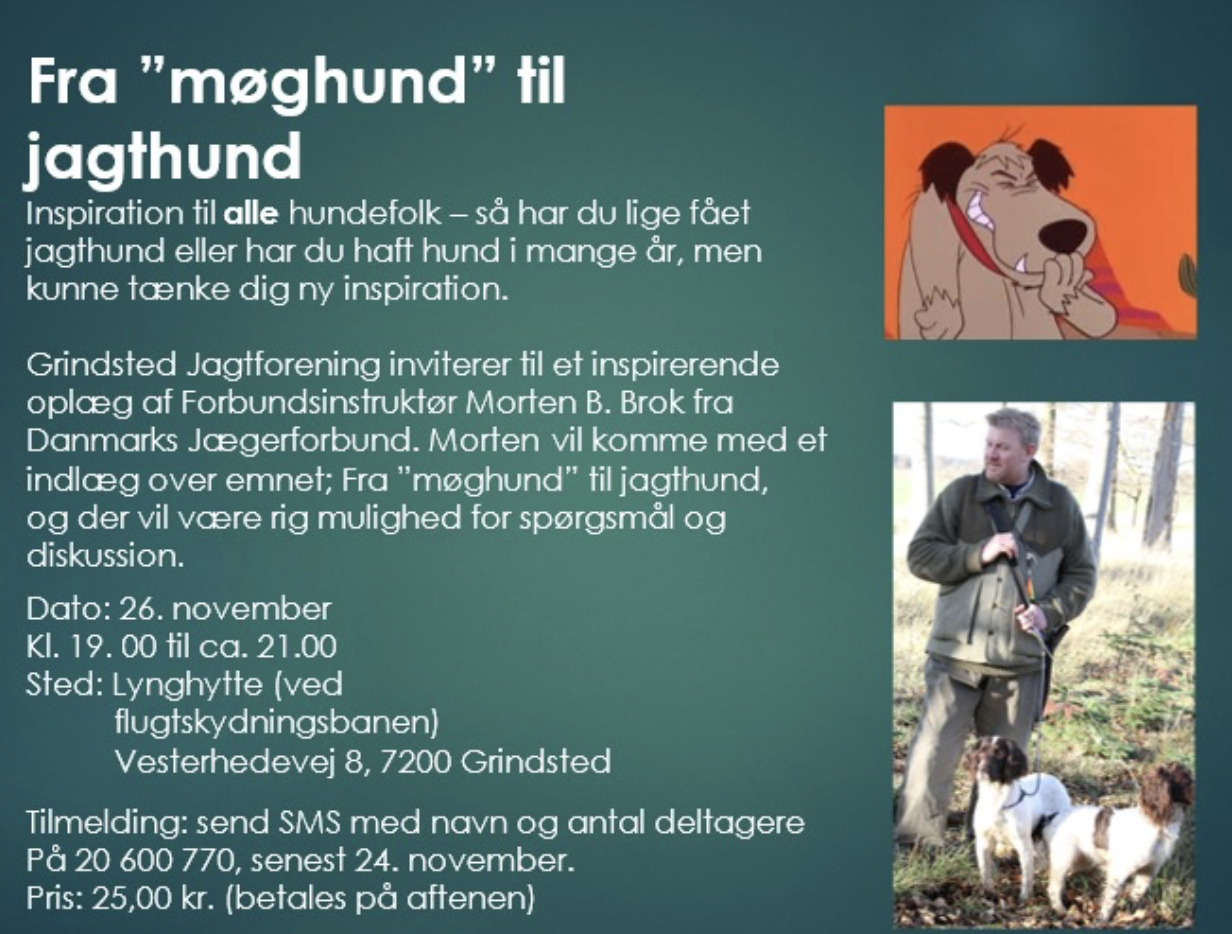 Fra ”møghund” til
jagthund
Inspiration til alle hundefolk – så har du lige fået
jagthund eller har du haft hund i mange år, men
kunne tænke dig ny inspiration.
Grindsted Jagtforening inviterer til et inspirerende
oplæg af Forbundsinstruktør Morten B. Brok fra
Danmarks Jægerforbund. Morten vil komme med et
indlæg over emnet; Fra ”møghund” til jagthund,
og der vil være rig mulighed for spørgsmål og
diskussion.
Dato: 26. november
Kl. 19. 00 til ca. 21.00
Sted: Lynghytte (ved
flugtskydningsbanen)
Vesterhedevej 8, 7200 Grindsted
Tilmelding: send SMS med navn og antal deltagere
På 20 600 770, senest 24. november.
Pris: 25,00 kr. (betales på aftenen)